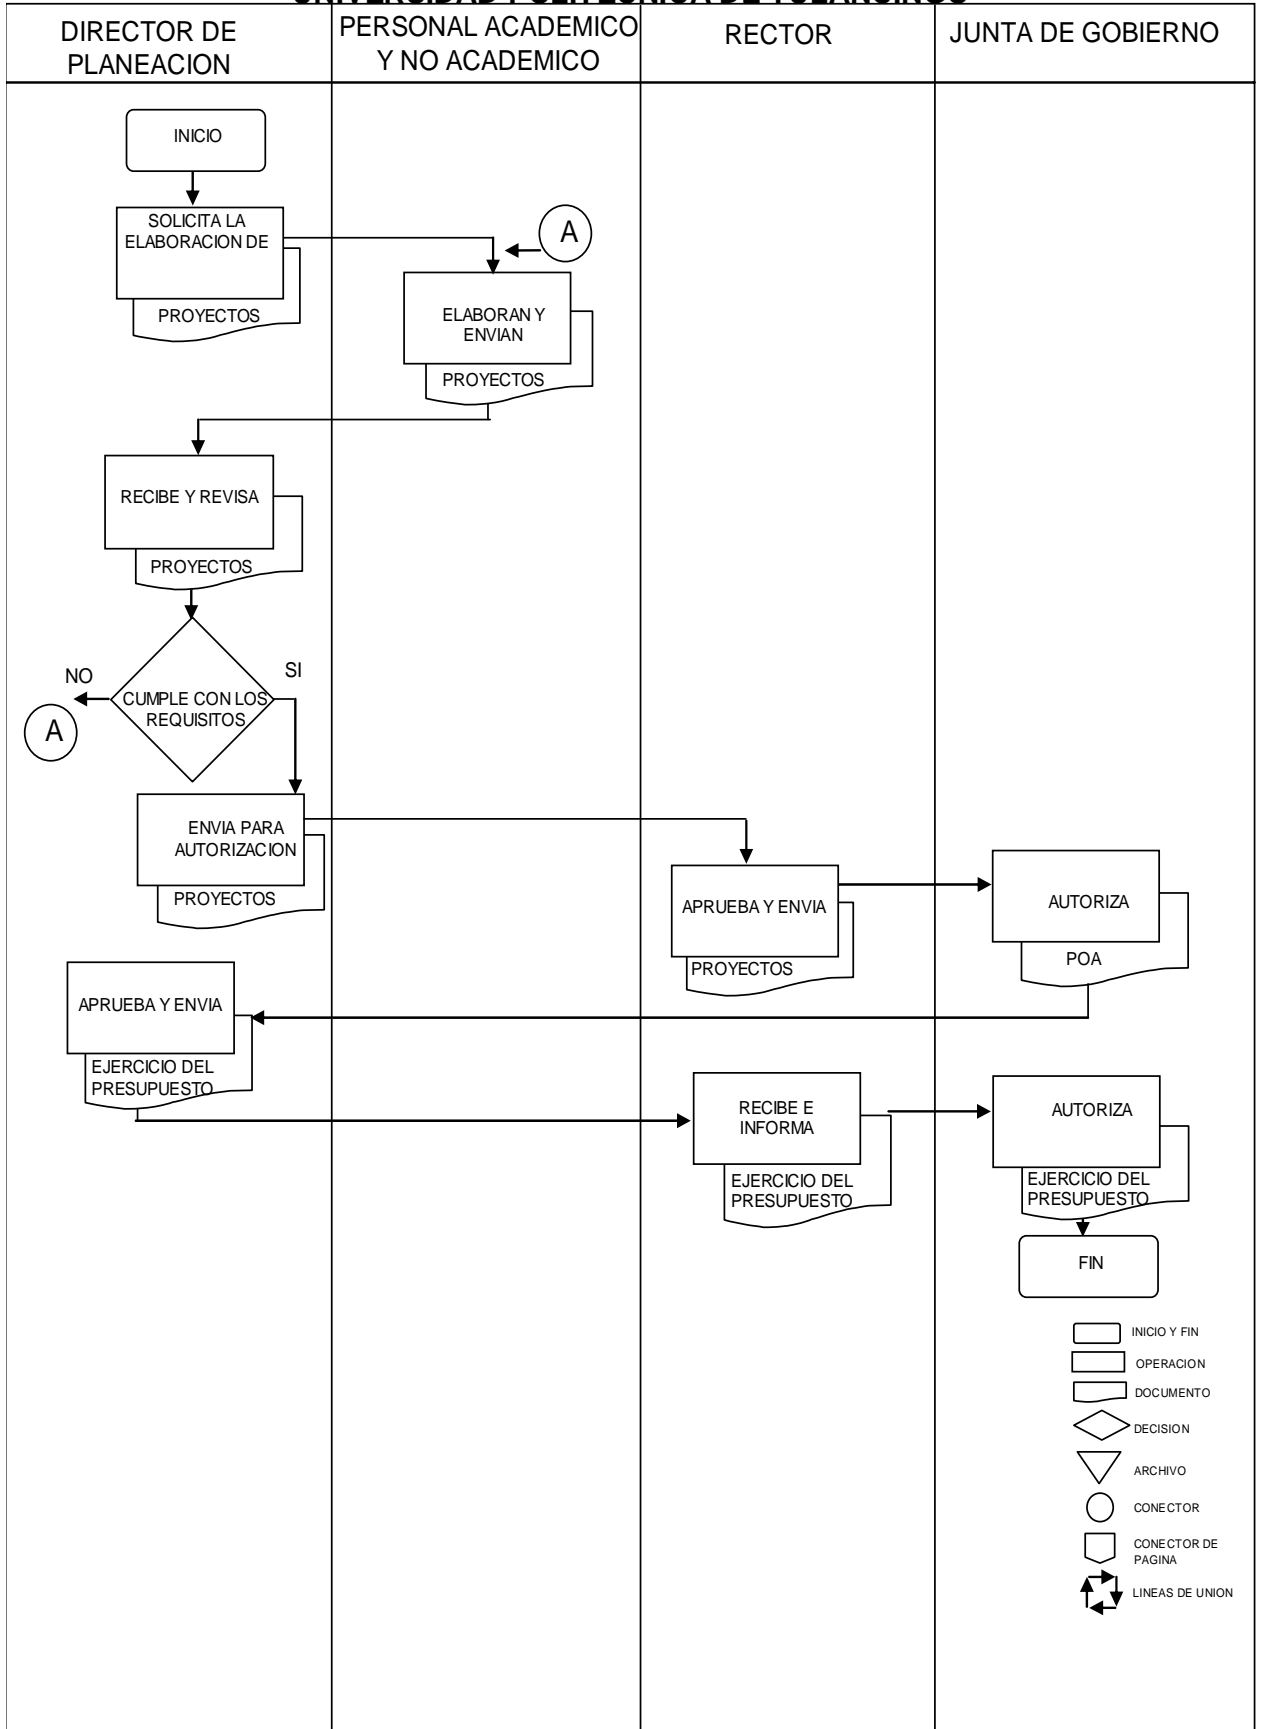 DIRECTOR DE
PLANEACION
PERSONAL ACADEMICO
Y NO ACADEMICO
RECTOR
JUNTA DE GOBIERNO
INICIO
SOLICITA LA
ELABORACION DE
PROYECTOS
A
ELABORAN Y
ENVIAN
PROYECTOS
RECIBE Y REVISA
PROYECTOS
NO
SI
CUMPLE CON LOS
REQUISITOS
A
ENVIA PARA
AUTORIZACION
PROYECTOS
APRUEBA Y ENVIA
PROYECTOS
AUTORIZA
POA
APRUEBA Y ENVIA
EJERCICIO DEL
PRESUPUESTO
RECIBE E
INFORMA
EJERCICIO DEL
PRESUPUESTO
AUTORIZA
EJERCICIO DEL
PRESUPUESTO
FIN
INICIO Y FIN
OPERACION
DOCUMENTO
DECISION
ARCHIVO
CONECTOR
CONECTOR DE
PAGINA
LINEAS DE UNION